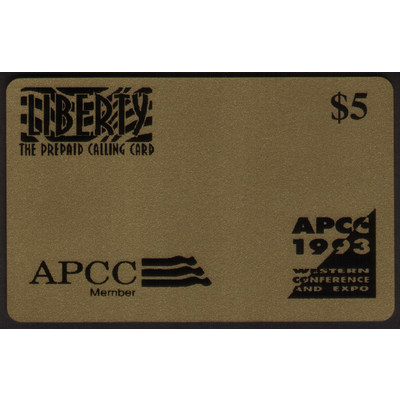 LIBERTY
THE PREPAID CALLING CARD
$5
APCC
Member
APCC
1993
WESTERN
CONFERENCE
AND EXPO